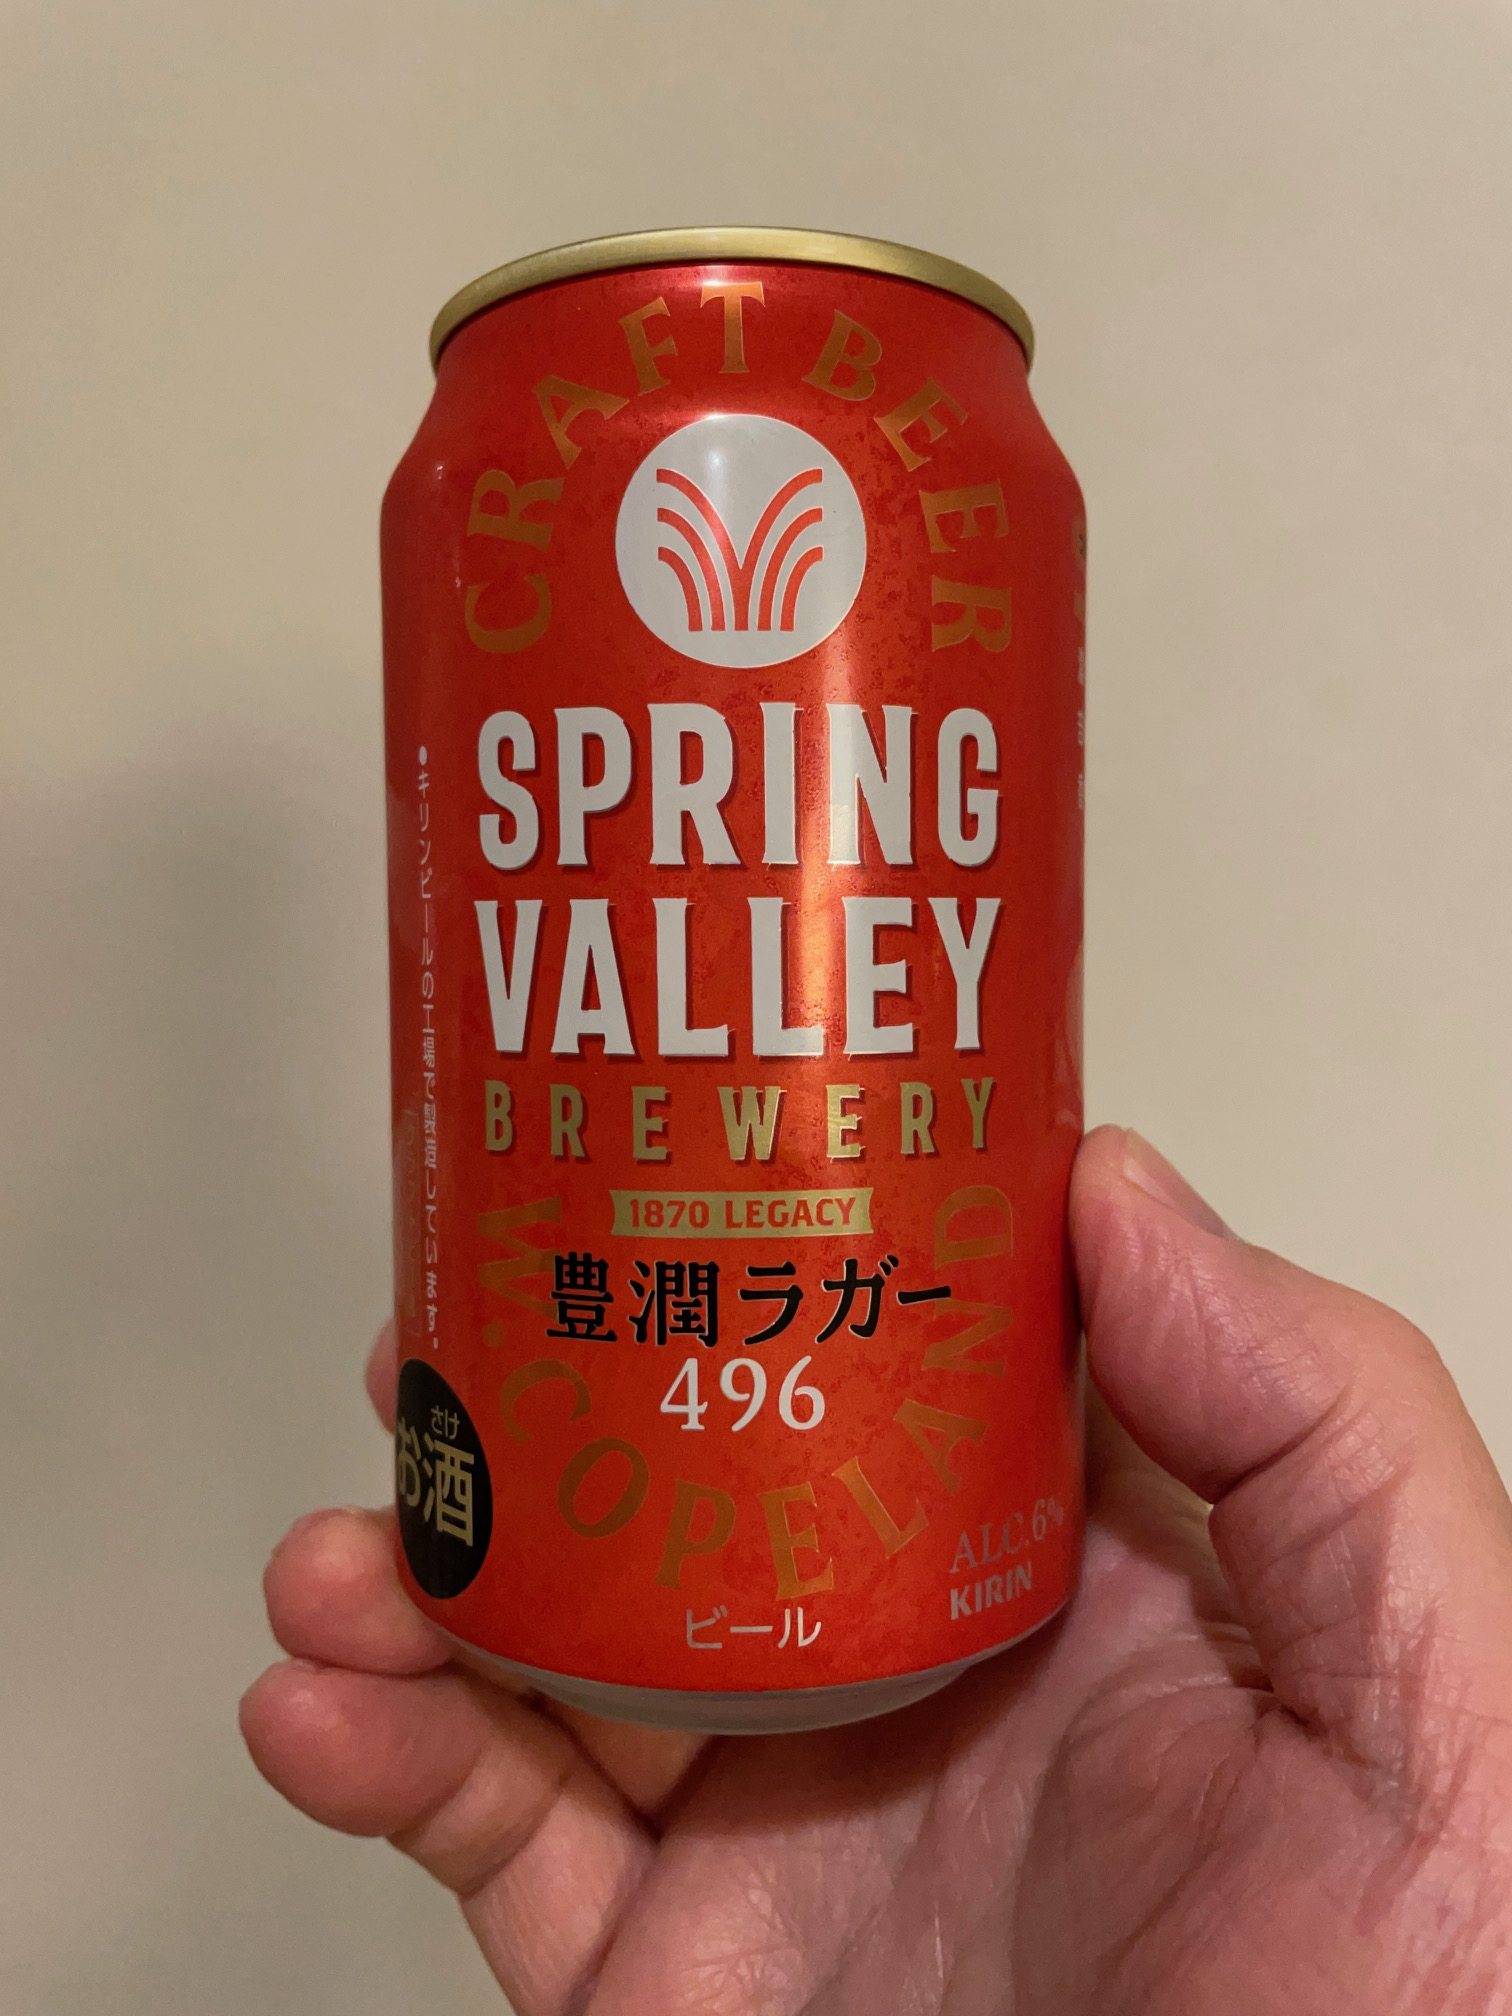 CRAFT BEER
SPRING
VALLEY
BREWERY
1870 LEGACY
豊潤ラガー
496
W.COPELAND
ALC.6%
KIRIN
ビール
●キリンビールの工場で製造しています。
さけ
お酒